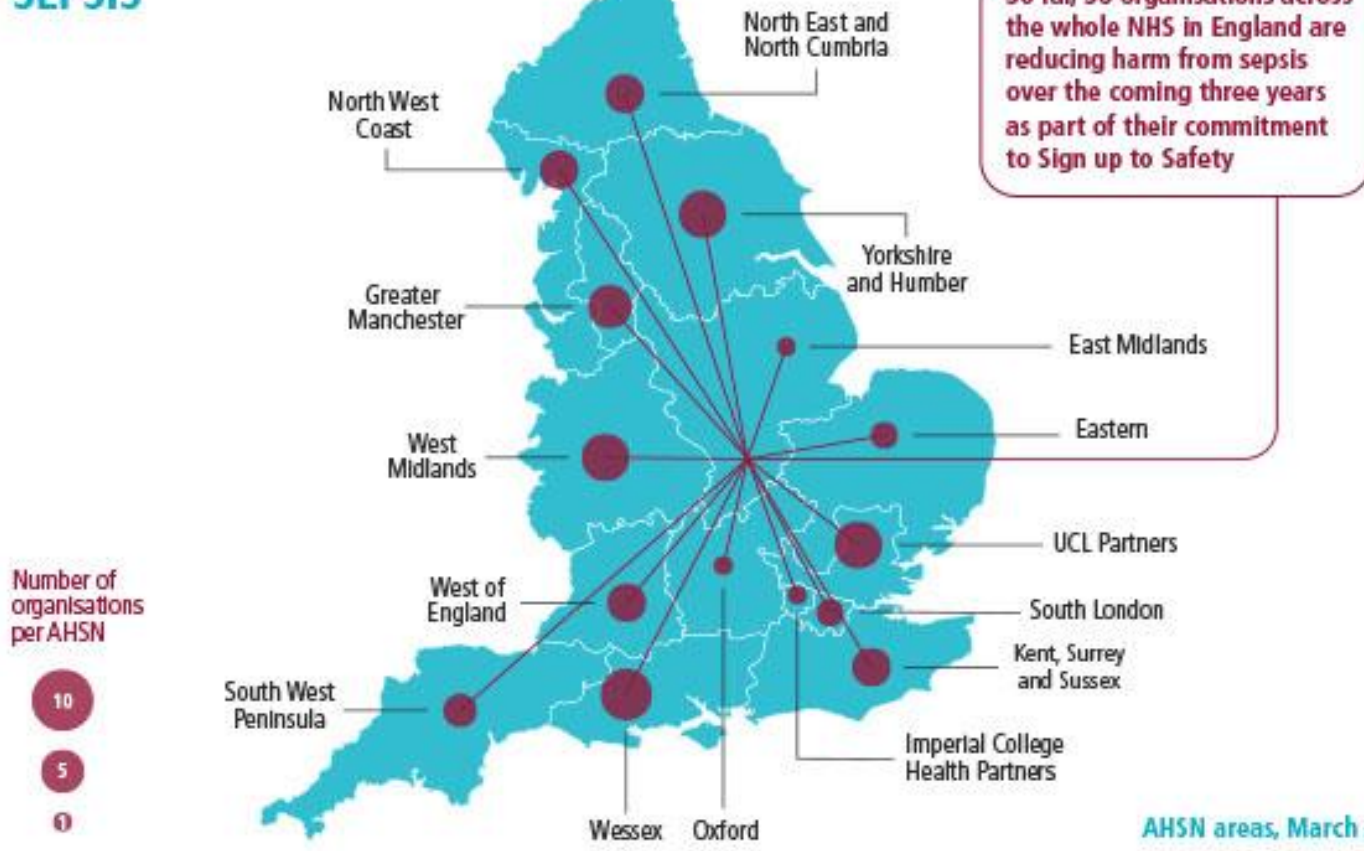 SEPSIS
North East and
North Cumbria
So far, organisations across
the whole NHS in England are
reducing harm from sepsis
over the coming three years
as part of their commitment
to Sign up to Safety
North West
Coast
Yorkshire
and Humber
Greater
Manchester
East Midlands
Eastern
West
Midlands
UCL Partners
Number of
organisations
per AHSN
10
5
1
West of
England
South London
Kent, Surrey
and Sussex
South West
Peninsula
Imperial College
Health Partners
Wessex
Oxford
AHSN areas, March